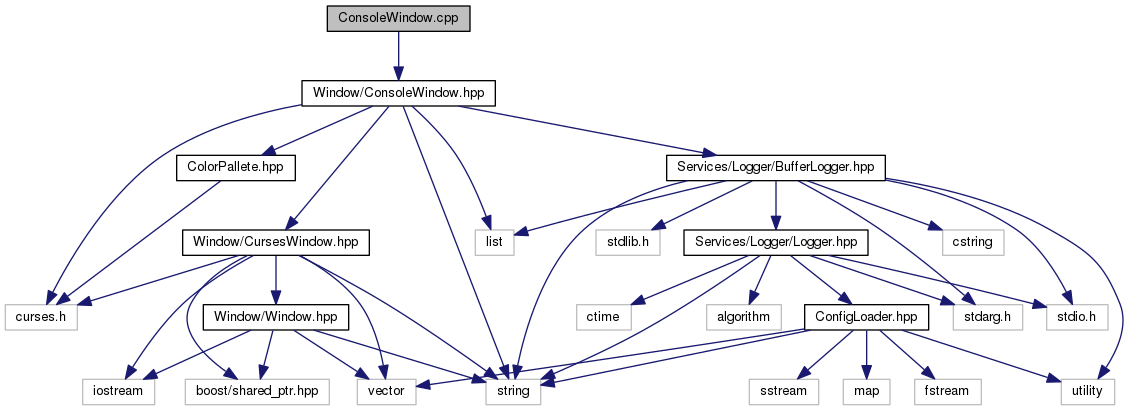 ConsoleWindow.cpp
Window/ConsoleWindow.hpp
ColorPallete.hpp
Services/Logger/BufferLogger.hpp
Window/CursesWindow.hpp
list
stdlib.h
Services/Logger/Logger.hpp
cstring
curses.h
Window/Window.hpp
ctime
algorithm
ConfigLoader.hpp
stdarg.h
stdio.h
iostream
boost/shared_ptr.hpp
vector
string
sstream
map
fstream
utility